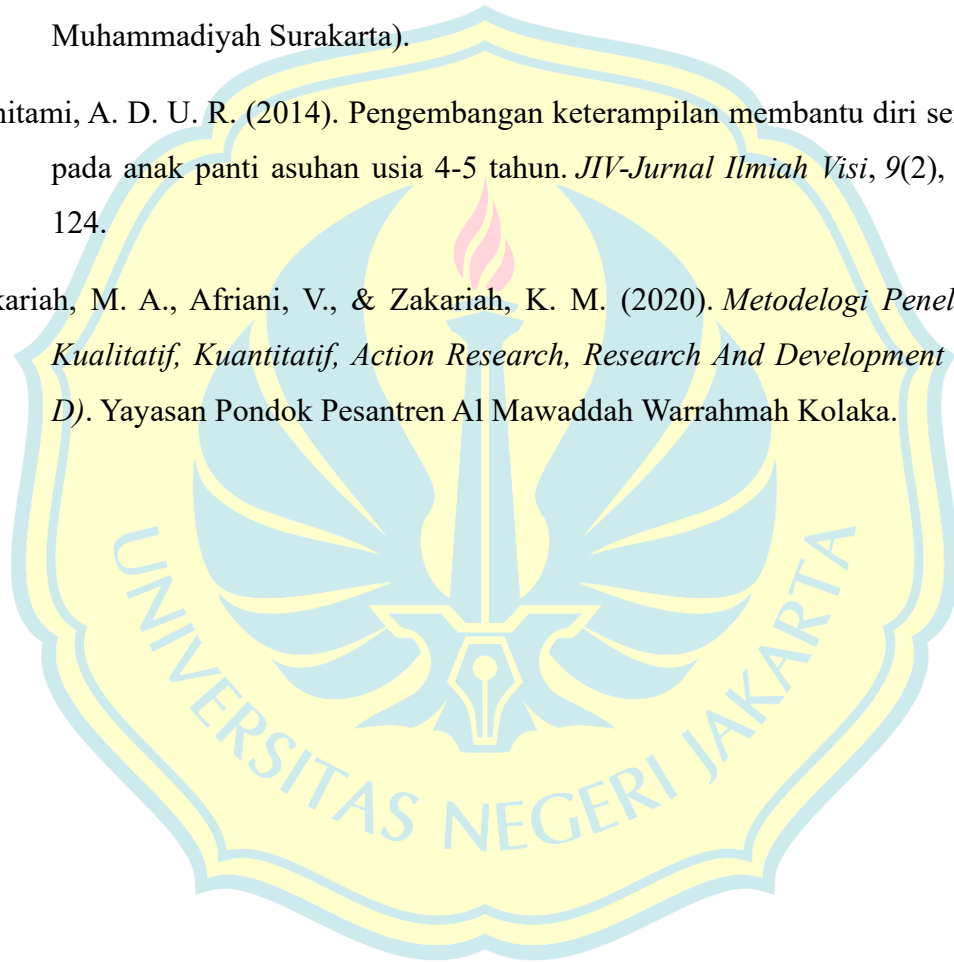 Muhammadiyah Surakarta).
nitami, A. D. U. R. (2014). Pengembangan keterampilan membantu diri
pada anak panti asuhan usia 4-5 tahun. JIV-Jurnal Ilmiah Visi, 9(2),
124.
kariah, M. A., Afriani, V., & Zakariah, K. M. (2020). Metodelogi Penel
Kualitatif, Kuantitatif, Action Research, Research And Development
D). Yayasan Pondok Pesantren Al Mawaddah Warrahmah Kolaka.
UNIVERSITAS NEGERI JAKARTA